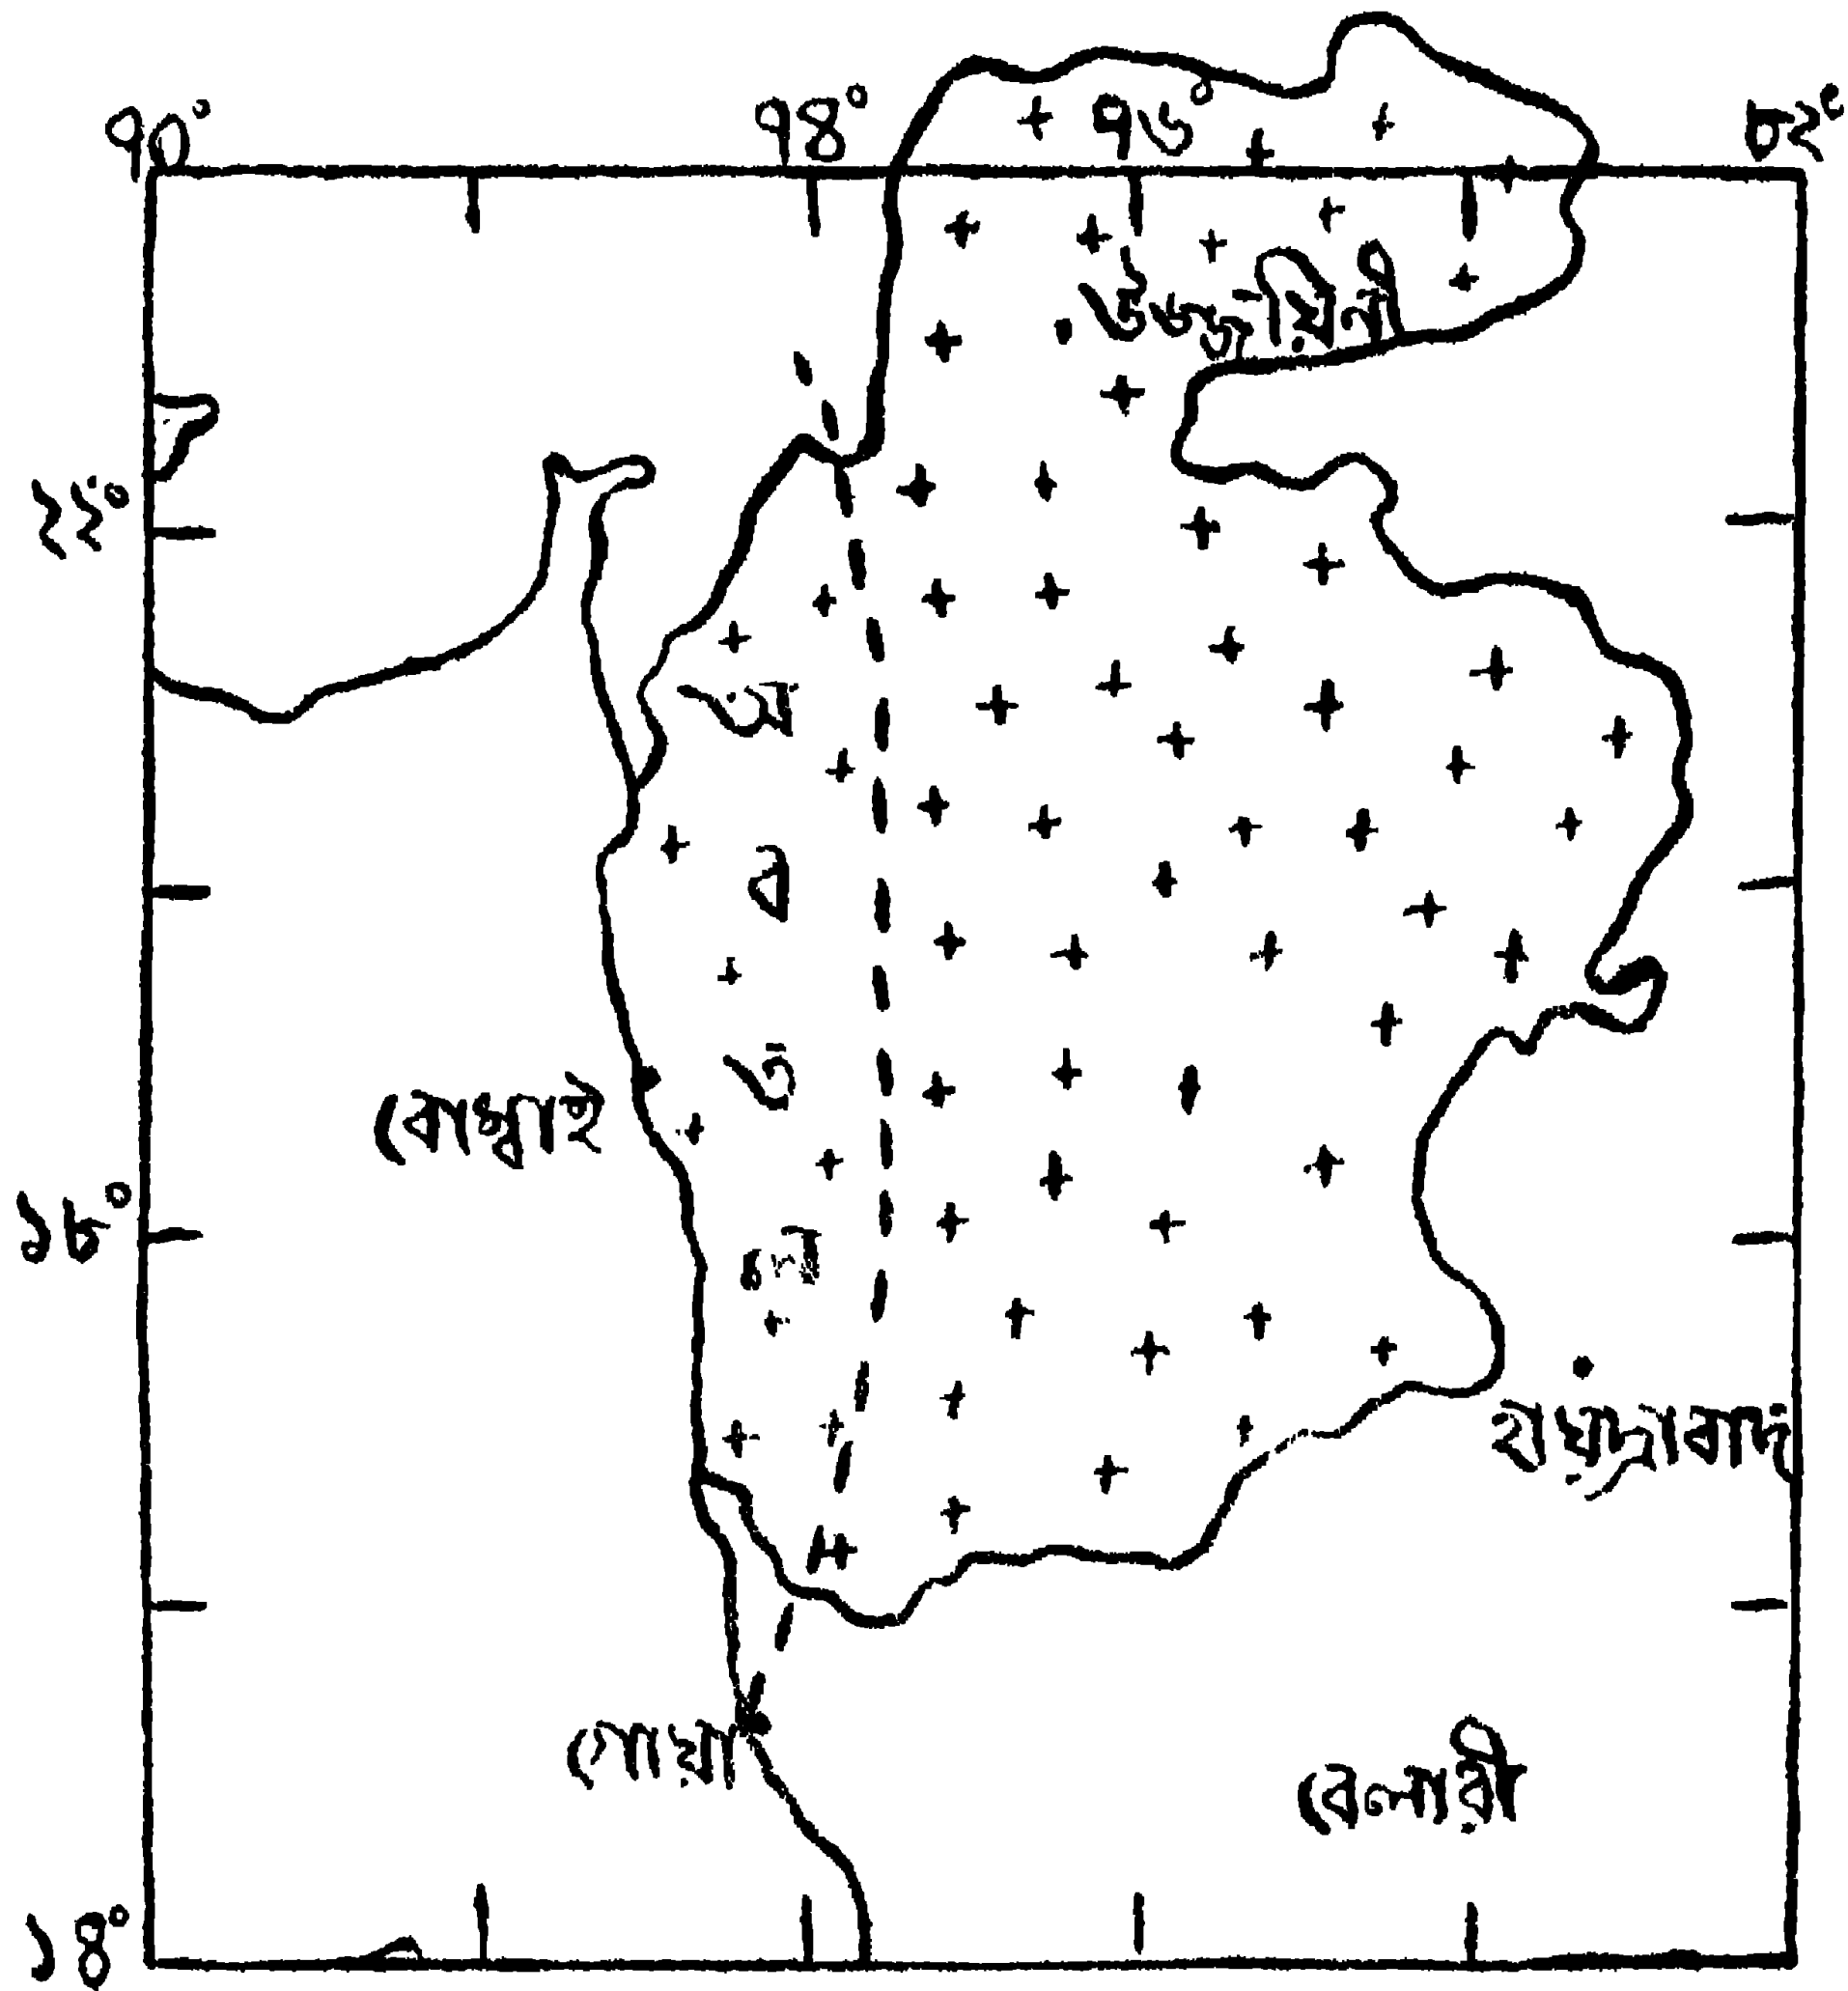 ৭০° ৭৪° ৭৬° ৮২°
উজ্জয়িনী
২২°
আ
ৰ
ৱ
বোম্বাই
১৮°
হায়দ্রাবাদ
গোয়া
বেলারী
১৪°